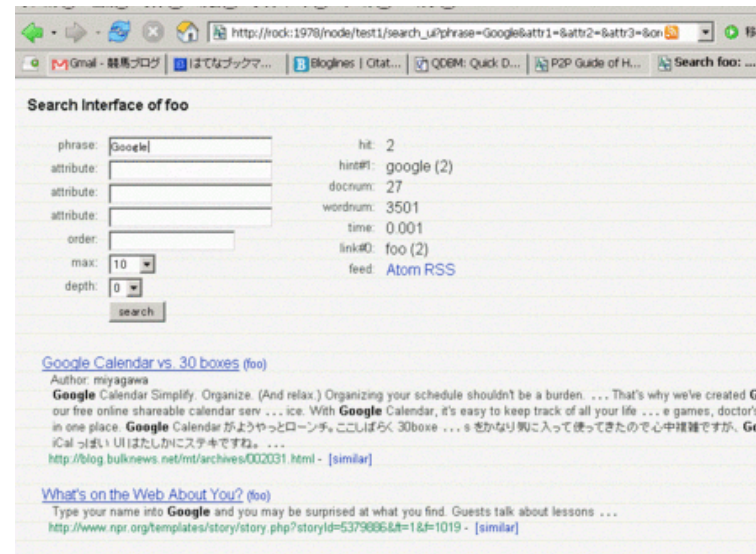 http://rock:1978/node/test1/search_ui?phrase=Google&attr1=&attr2=&attr3=&on
移
Gmail - 競馬ブログ
はてなブックマ...
Bloglines | Citat...
QDBM: Quick D...
P2P Guide of H...
Search foo: ...
Search Interface of foo
phrase: Google
attribute:
attribute:
attribute:
order:
max: 10
depth: 0
search
hit: 2
hint#1: google (2)
docnum: 27
wordnum: 3501
time: 0.001
link#0: foo (2)
feed: Atom RSS
Google Calendar vs. 30 boxes (foo)
Author: miyagawa
Google Calendar Simplify. Organize. (And relax.) Organizing your schedule shouldn't be a burden. ... That's why we've created G
our free online shareable calendar serv ... ice. With Google Calendar, it's easy to keep track of all your life ... e games, doctor's
in one place. Google Calendar がようやっとローンチ。ここしばらく 30boxe ... s をかなり気に入って使ってきたので心中複雑ですが、Go
iCal っぽい UI はたしかにステキですね。 ...
http://blog.bulknews.net/mt/archives/002031.html - [similar]
What's on the Web About You? (foo)
Type your name into Google and you may be surprised at what you find. Guests talk about lessons ...
http://www.npr.org/templates/story/story.php?storyId=5379886&ft=1&f=1019 - [similar]